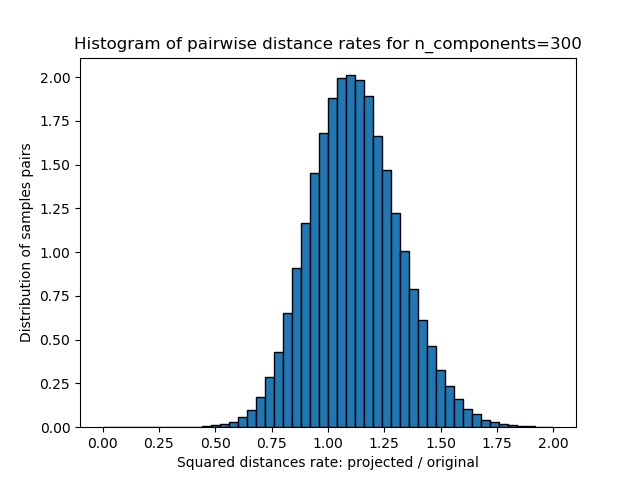 Histogram of pairwise distance rates for n_components=300
2.00
1.75
1.50
1.25
1.00
0.75
0.50
0.25
0.00
Distribution of samples pairs
0.00 0.25 0.50 0.75 1.00 1.25 1.50 1.75 2.00
Squared distances rate: projected / original